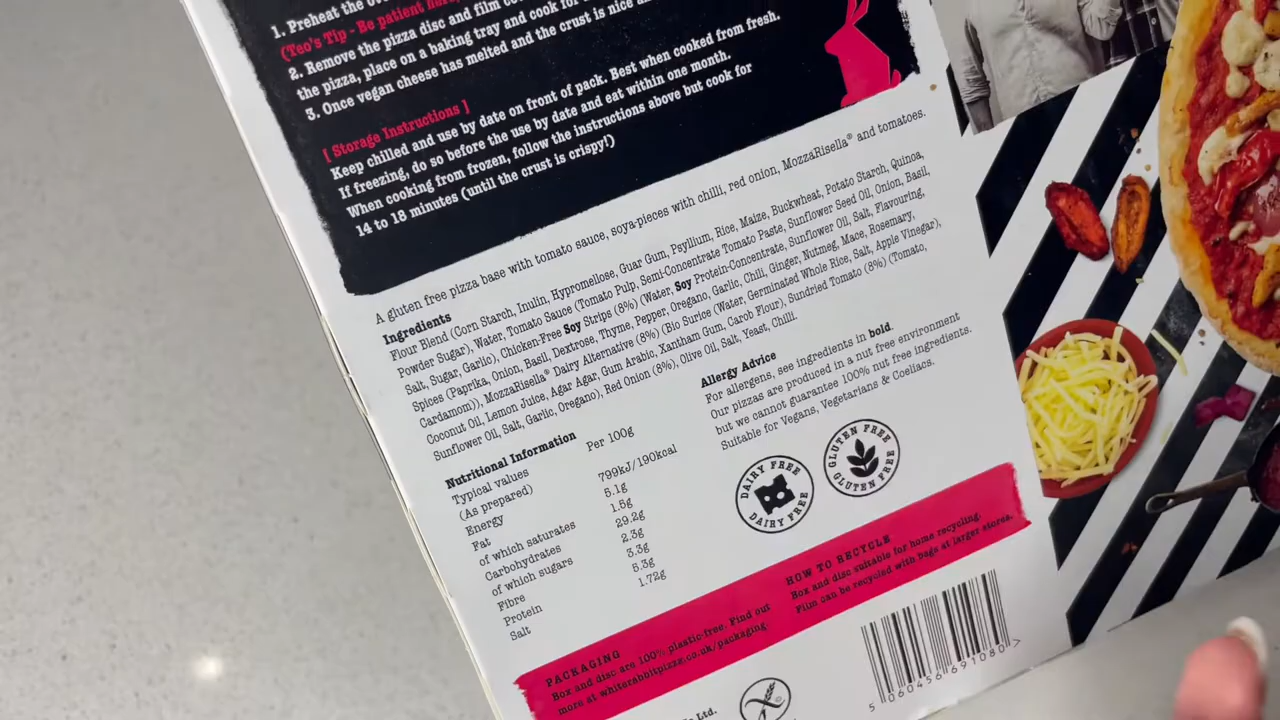 1. Preheat the
(Teo's Tip - Be patient here,
2. Remove the pizza disc and film
the pizza, place on a baking tray and cook for
3. Once vegan cheese has melted and the crust is nice
[ Storage Instructions ]
Keep chilled and use by date on front of pack. Best when cooked from fresh.
If freezing, do so before the use by date and eat within one month.
When cooking from frozen, follow the instructions above but cook for
14 to 18 minutes (until the crust is crispy!)
A gluten free pizza base with tomato sauce, soya-pieces with chilli, red onion, MozzaRisella® and tomatoes.
Ingredients
Flour Blend (Corn Starch, Inulin, Hypromellose, Guar Gum, Psyllium, Rice, Maize, Buckwheat, Potato Starch, Quinoa,
Powder Sugar), Water, Tomato Sauce (Tomato Pulp, Semi-Concentrate Tomato Paste, Sunflower Seed Oil, Onion, Basil,
Salt, Sugar, Garlic), Chicken-Free Soy Strips (8%) (Water, Soy Protein-Concentrate, Sunflower Oil, Salt, Flavouring,
Spices (Paprika, Onion, Basil, Dextrose, Thyme, Pepper, Oregano, Garlic, Chili, Ginger, Nutmeg, Mace, Rosemary,
Cardamom)), MozzaRisella® Dairy Alternative (8%) (Bio Surice (Water, Germinated Whole Rice, Salt, Apple Vinegar),
Coconut Oil, Lemon Juice, Agar Agar, Gum Arabic, Xantham Gum, Carob Flour), Sundried Tomato (8%) (Tomato,
Sunflower Oil, Salt, Garlic, Oregano), Red Onion (8%), Olive Oil, Salt, Yeast, Chilli.
Nutritional Information
Typical values Per 100g
(As prepared)
Energy 799kJ/190kcal
Fat 5.1g
of which saturates 1.5g
Carbohydrates 29.2g
of which sugars 2.3g
Fibre 3.3g
Protein 5.3g
Salt 1.72g
Allergy Advice
For allergens, see ingredients in bold.
Our pizzas are produced in a nut free environment
but we cannot guarantee 100% nut free ingredients.
Suitable for Vegans, Vegetarians & Coeliacs.
DAIRY FREE
DAIRY FREE
GLUTEN FREE
GLUTEN FREE
PACKAGING
Box and disc are 100% plastic-free. Find out
more at whiterabbitpizza.co.uk/packaging.
HOW TO RECYCLE
Box and disc suitable for home recycling.
Film can be recycled with bags at larger stores.
Ltd.
5 060456 691080 >